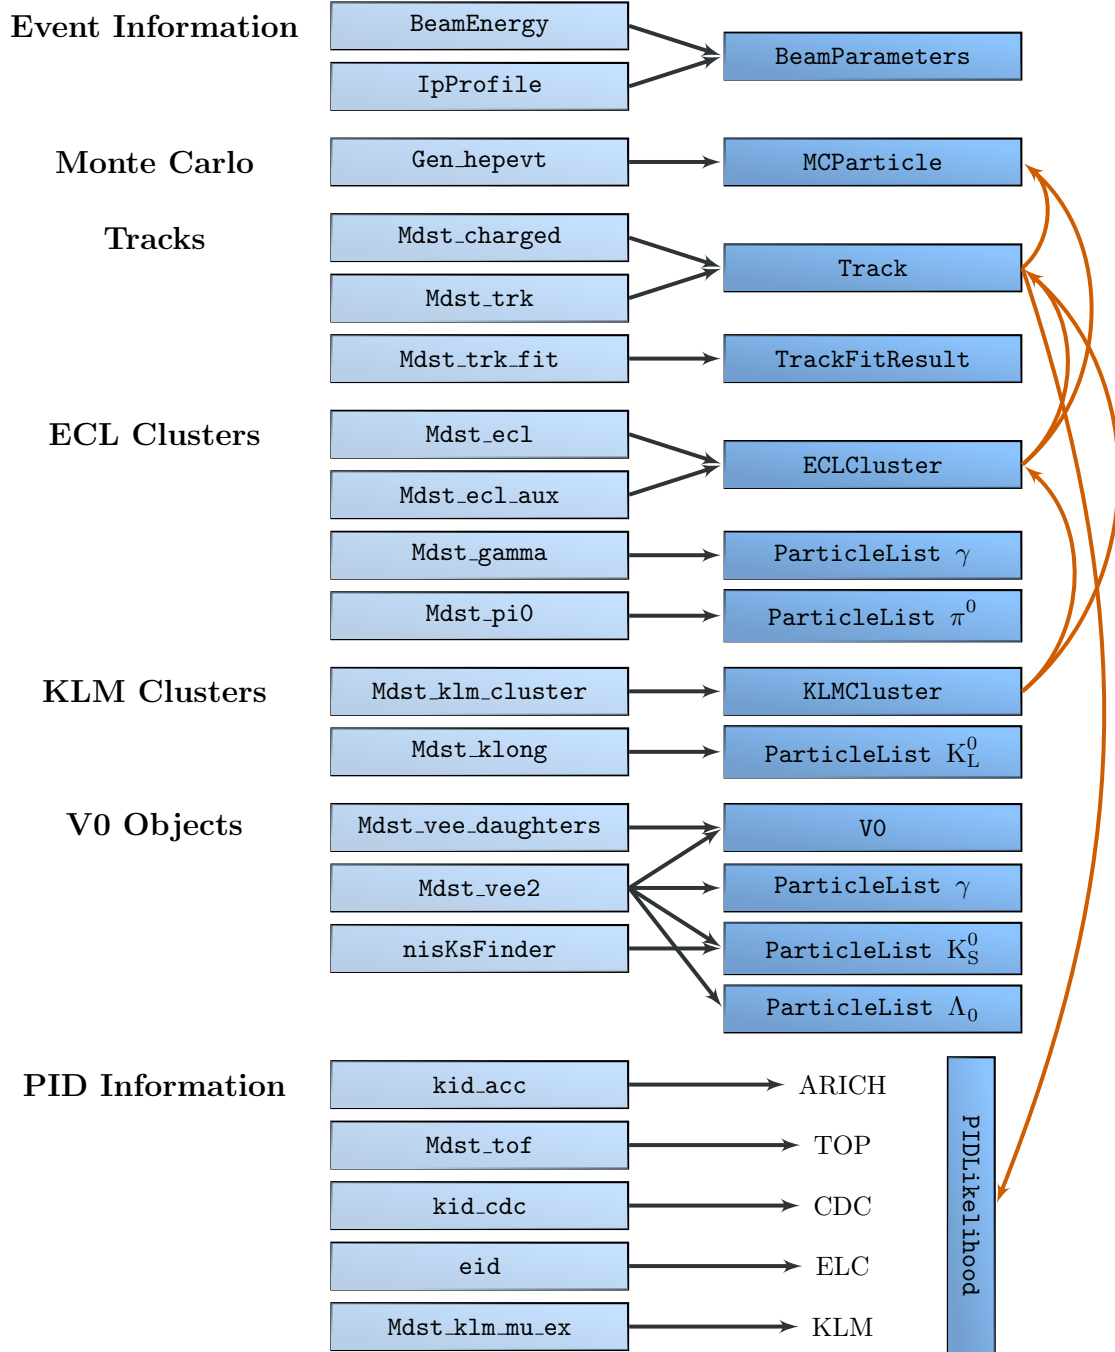 Event Information
BeamEnergy
IpProfile
BeamParameters
Monte Carlo
Gen_hepevt
MCParticle
Tracks
Mdst_charged
Mdst_trk
Track
Mdst_trk_fit
TrackFitResult
ECL Clusters
Mdst_ecl
Mdst_ecl_aux
ECLCluster
Mdst_gamma
ParticleList γ
Mdst_pi0
ParticleList π⁰
KLM Clusters
Mdst_klm_cluster
KLMCluster
Mdst_klong
ParticleList K⁰_L
V0 Objects
Mdst_vee_daughters
V0
Mdst_vee2
ParticleList γ
nisKsFinder
ParticleList K⁰_S
ParticleList Λ₀
PID Information
kid_acc
ARICH
Mdst_tof
TOP
kid_cdc
CDC
eid
ELC
Mdst_klm_mu_ex
KLM
PIDLikelihood